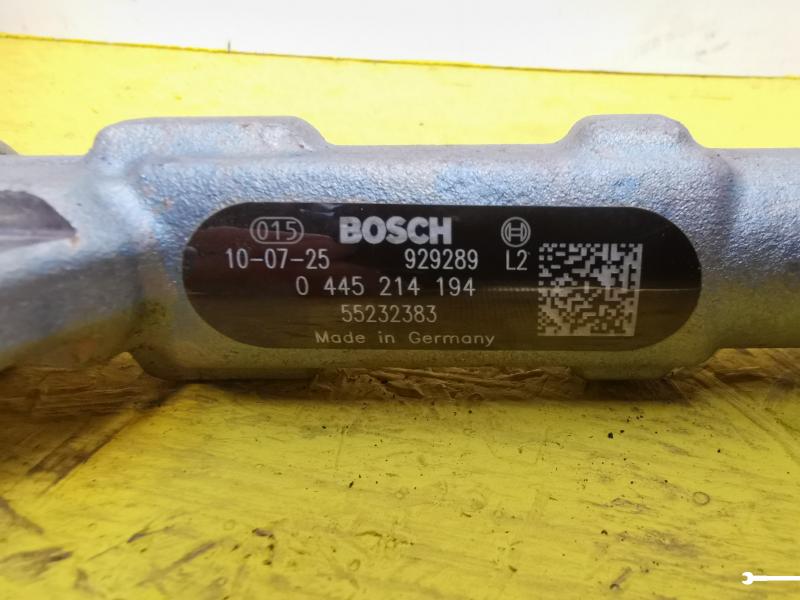 015 BOSCH
10-07-25 929289 L2
0 445 214 194
55232383
Made in Germany